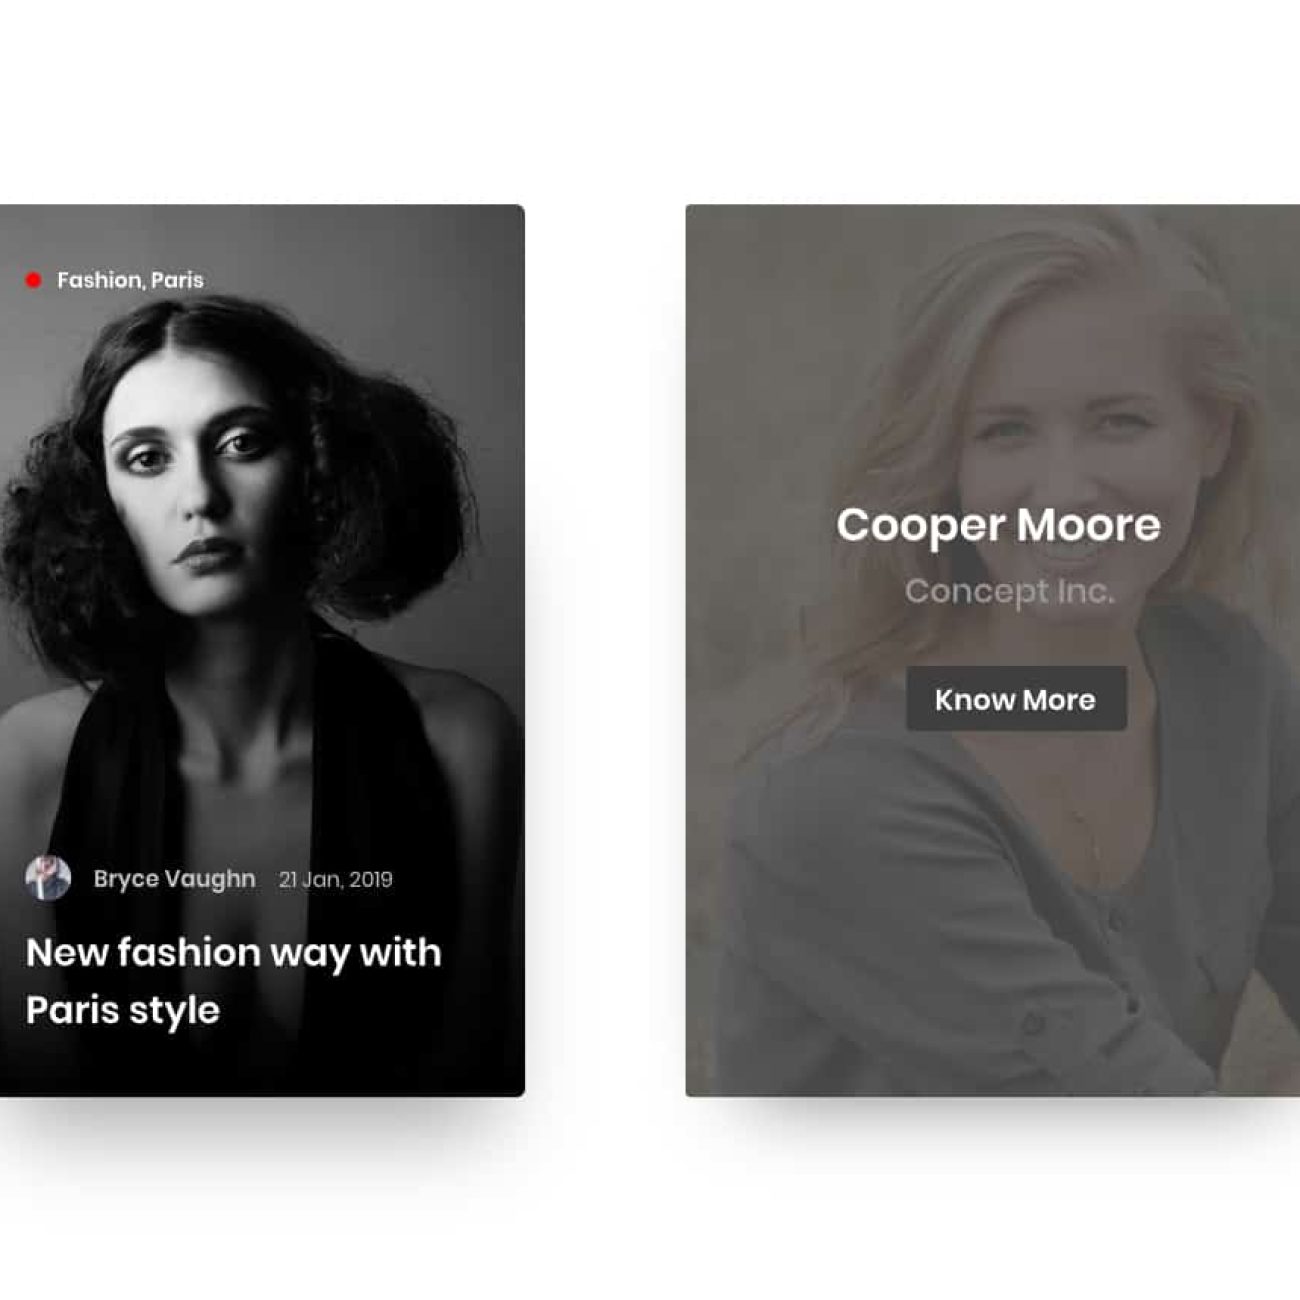 Fashion, Paris
Bryce Vaughn 21 Jan, 2019
New fashion way with
Paris style
Cooper Moore
Concept Inc.
Know More